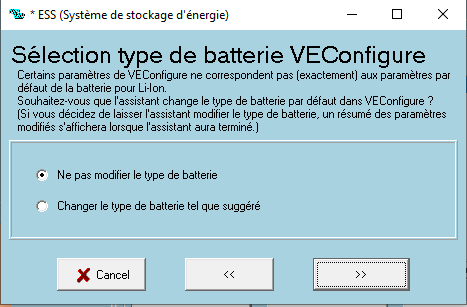 * ESS (Système de stockage d'énergie)
Sélection type de batterie VEConfigure
Certains paramètres de VEConfigure ne correspondent pas (exactement) aux paramètres par
défaut de la batterie pour Li-Ion.
Souhaitez-vous que l'assistant change le type de batterie par défaut dans VEConfigure ?
(Si vous décidez de laisser l'assistant modifier le type de batterie, un résumé des paramètres
modifiés s'affichera lorsque l'assistant aura terminé.)
Ne pas modifier le type de batterie
Changer le type de batterie tel que suggéré
Cancel << >>